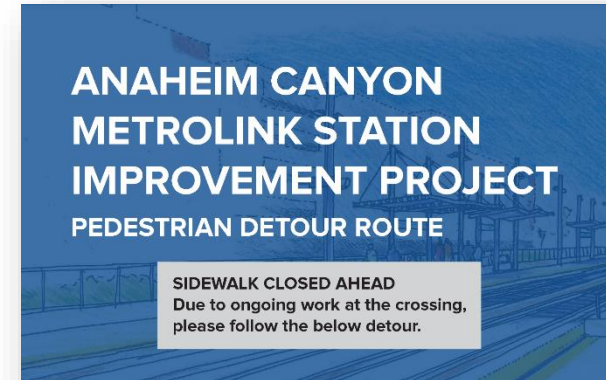 ANAHEIM CANYON
METROLINK STATION
IMPROVEMENT PROJECT
PEDESTRIAN DETOUR ROUTE
SIDEWALK CLOSED AHEAD
Due to ongoing work at the crossing,
please follow the below detour.